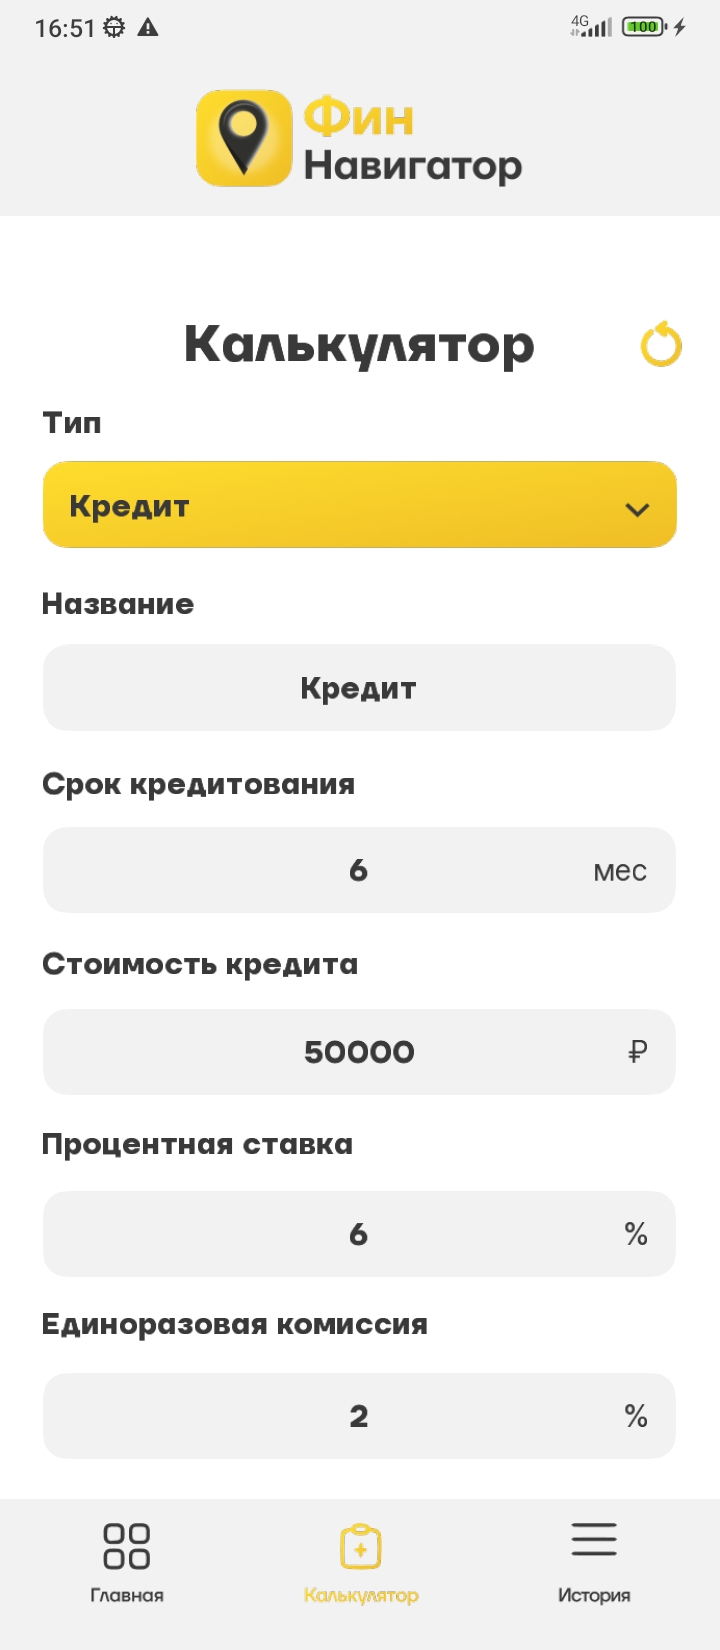 16:51
4G
100
Фин
Навигатор
Калькулятор
Тип
Кредит
Название
Кредит
Срок кредитования
6 мес
Стоимость кредита
50000 ₽
Процентная ставка
6 %
Единоразовая комиссия
2 %
Главная
Калькулятор
История